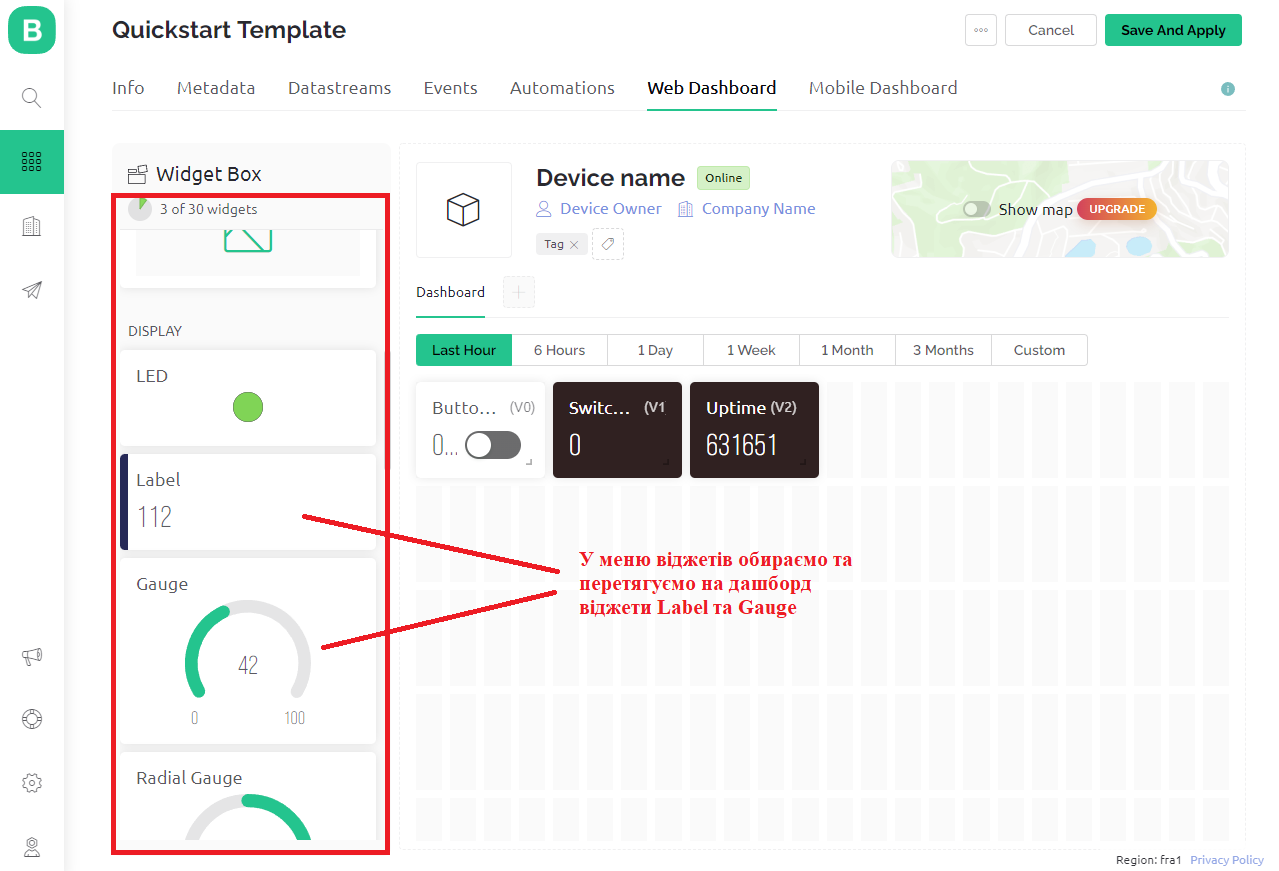 B
Quickstart Template
Cancel
Save And Apply
Info
Metadata
Datastreams
Events
Automations
Web Dashboard
Mobile Dashboard
Widget Box
3 of 30 widgets
DISPLAY
LED
Label
112
Gauge
42
0
100
Radial Gauge
Device name
Online
Device Owner
Company Name
Tag
Show map
UPGRADE
Dashboard
Last Hour
6 Hours
1 Day
1 Week
1 Month
3 Months
Custom
Butto... (V0)
0...
Switc... (V1
0
Uptime (V2)
631651
У меню віджетів обираємо та
перетягуємо на дашборд
віджети Label та Gauge
Region: fra1 Privacy Policy